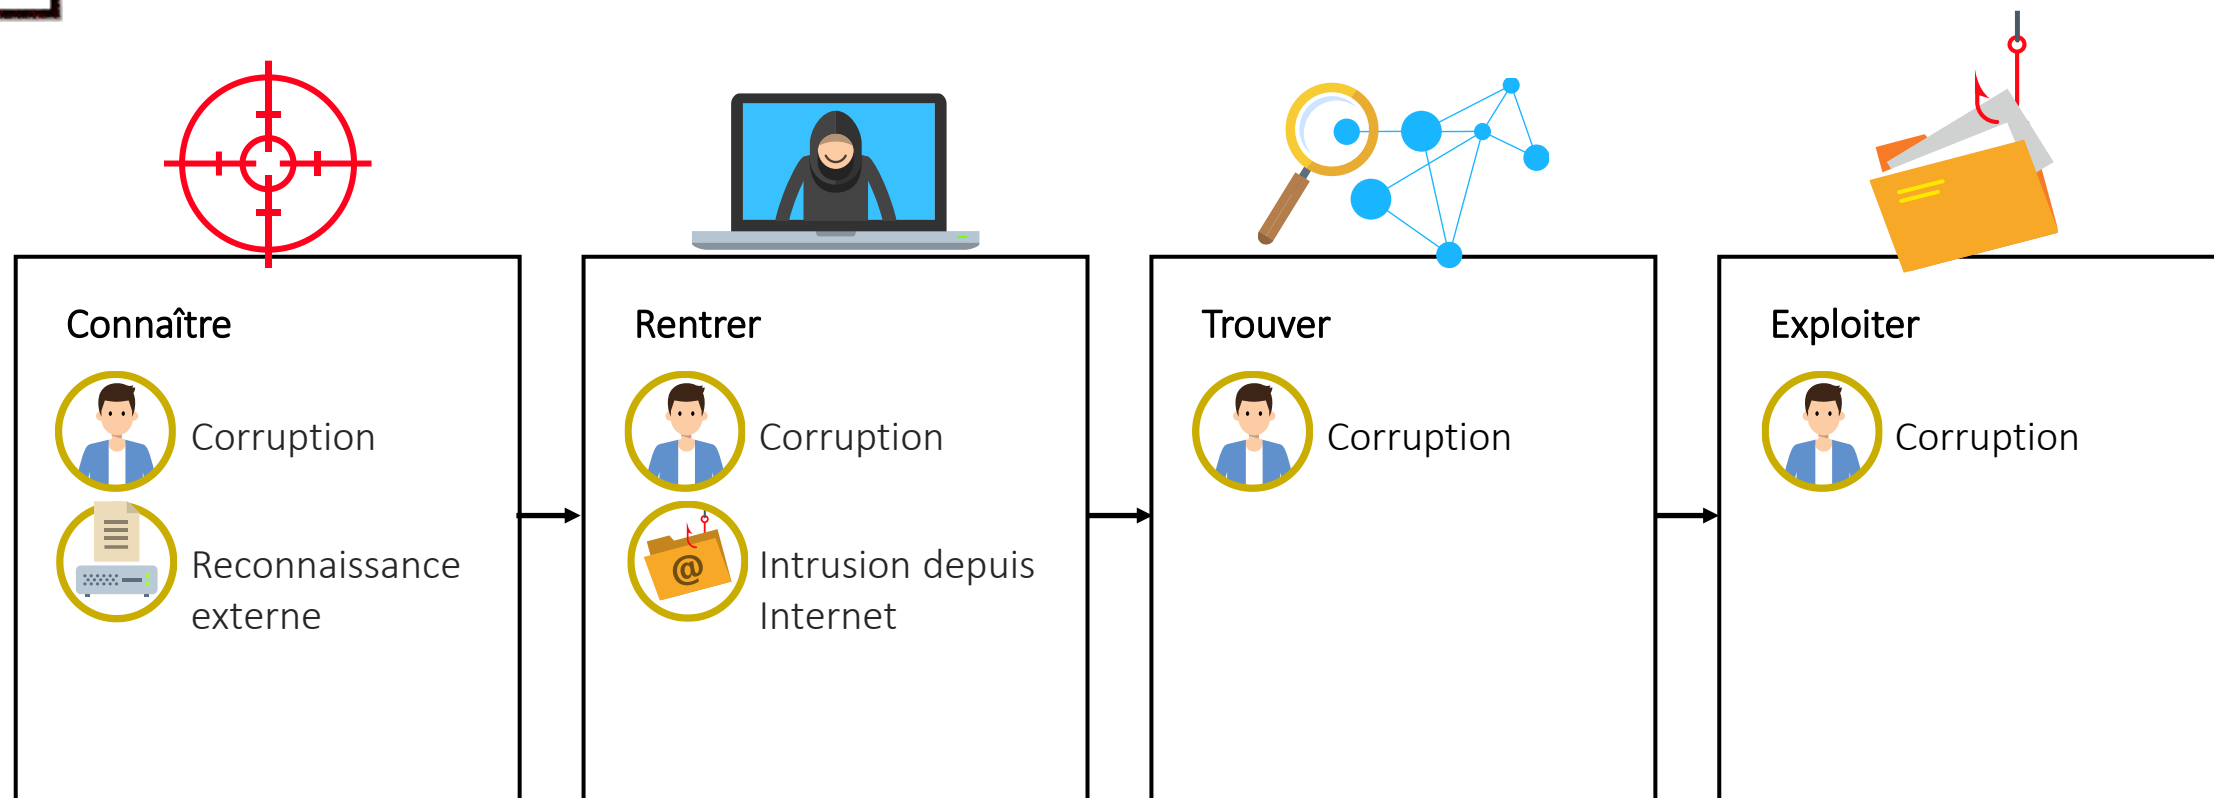 Connaître
Corruption
Reconnaissance
externe
Rentrer
Corruption
@
Intrusion depuis
Internet
Trouver
Corruption
Exploiter
Corruption